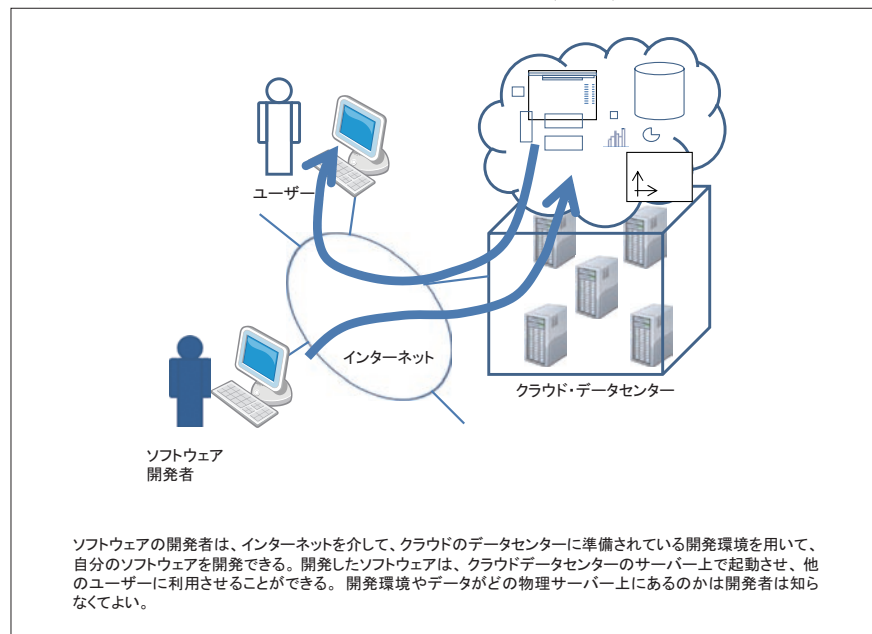 ユーザー
インターネット
クラウド・データセンター
ソフトウェア
開発者
ソフトウェアの開発者は、インターネットを介して、クラウドのデータセンターに準備されている開発環境を用いて、
自分のソフトウェアを開発できる。開発したソフトウェアは、クラウドデータセンターのサーバー上で起動させ、他
のユーザーに利用させることができる。開発環境やデータがどの物理サーバー上にあるのかは開発者は知ら
なくてよい。